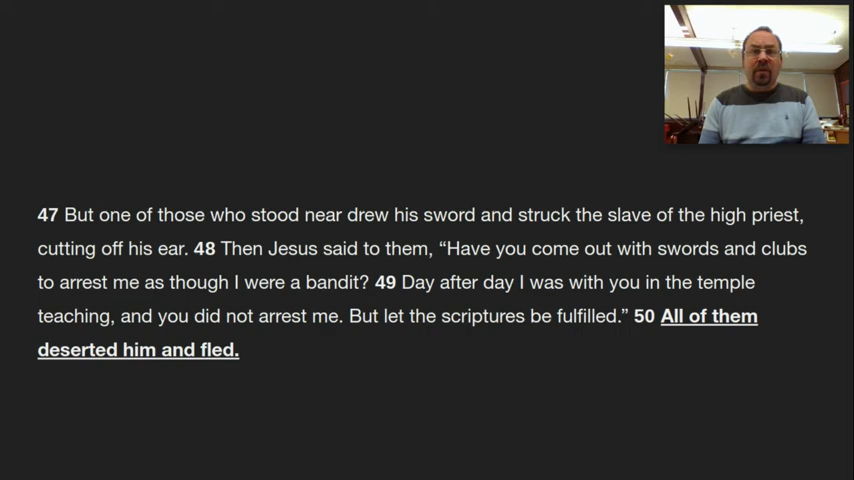 47 But one of those who stood near drew his sword and struck the slave of the high priest,
cutting off his ear. 48 Then Jesus said to them, “Have you come out with swords and clubs
to arrest me as though I were a bandit? 49 Day after day I was with you in the temple
teaching, and you did not arrest me. But let the scriptures be fulfilled.” 50 All of them
deserted him and fled.